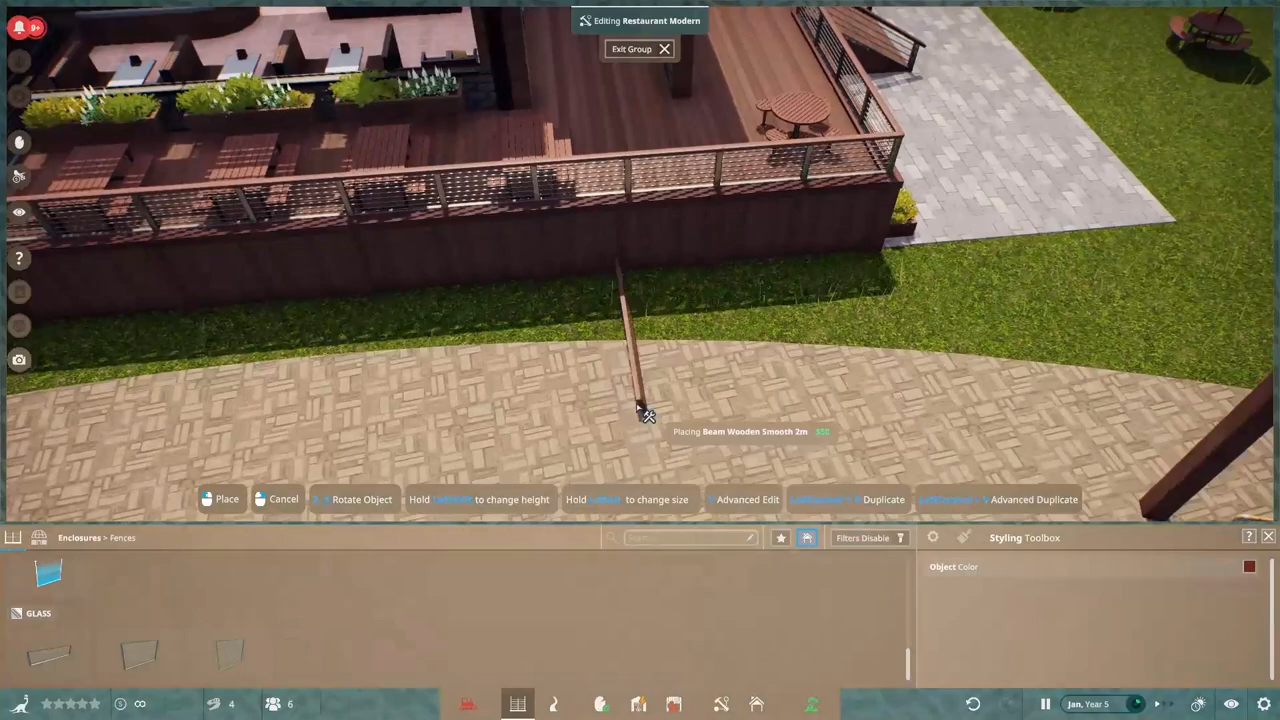 Editing Restaurant Modern
9+
Exit Group
?
Placing Beam Wooden Smooth 2m $50
Place
Cancel
Rotate Object
Hold to change height
Hold to change size
Advanced Edit
Duplicate
Advanced Duplicate
Enclosures > Fences
Filters Disable
Styling Toolbox
?
Object Color
GLASS
4
6
Jan, Year 5